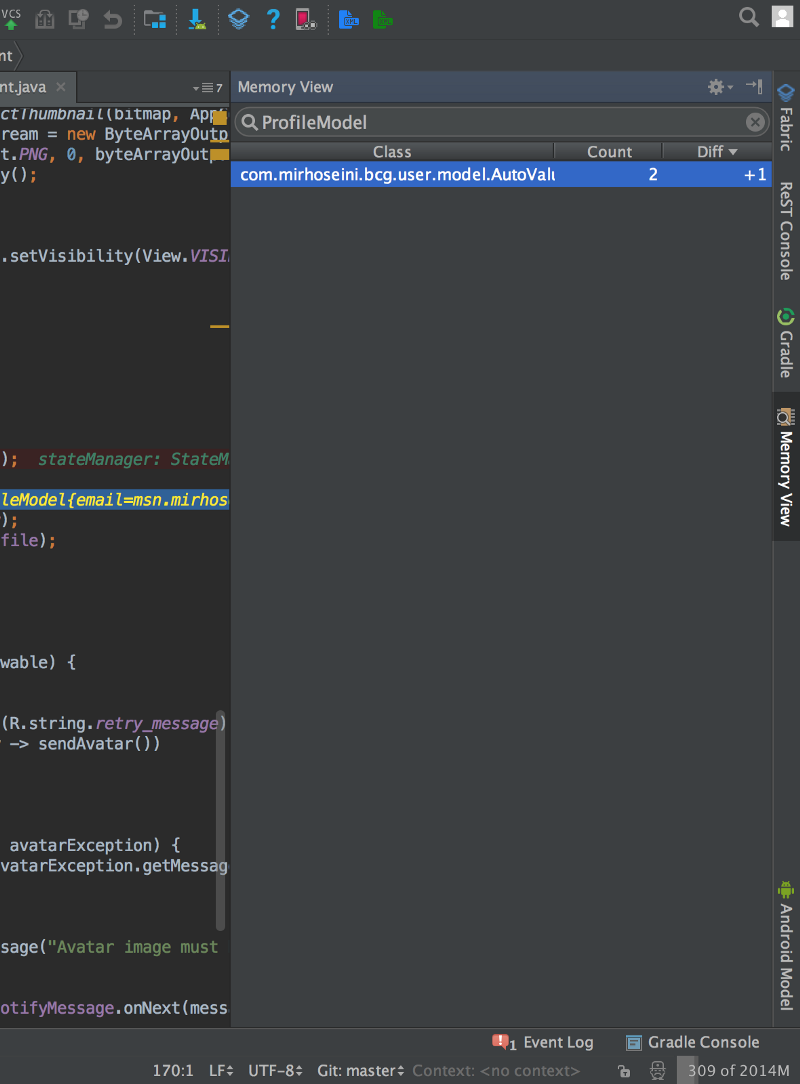 VCS
nt
nt.java
7
Memory View
ctThumbnail(bitmap, App
ream = new ByteArrayOutp
t.PNG, 0, byteArrayOut
y();
.setVisibility(View.VISI
); stateManager: StateM
leModel{email=msn.mirhos
);
file);
wable) {
(R.string.retry_message)
-> sendAvatar())
avatarException) {
vatarException.getMessag
sage("Avatar image must
otifyMessage.onNext(mess
ProfileModel
Class Count Diff
com.mirhoseini.bcg.user.model.AutoValu 2 +1
Fabric
ReST Console
Gradle
Memory View
Android Model
1 Event Log Gradle Console
170:1 LF UTF-8 Git: master Context: <no context> 309 of 2014M